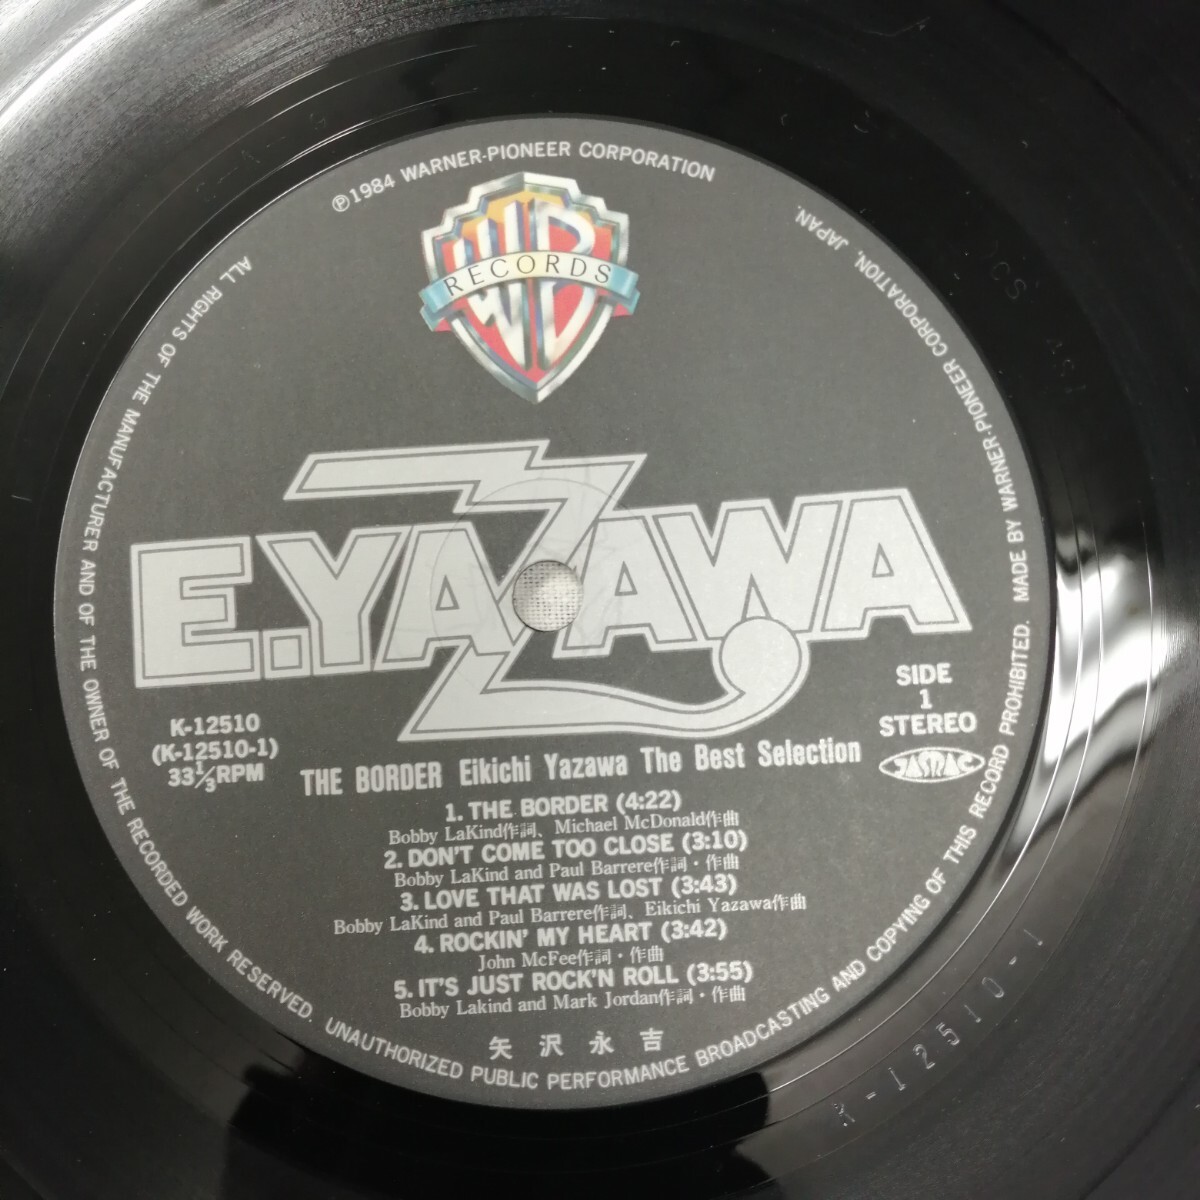 ℗1984 WARNER-PIONEER CORPORATION
WB
RECORDS
E.YAZAWA
K-12510
(K-12510-1)
33⅓RPM
SIDE
1
STEREO
JASRAC
THE BORDER Eikichi Yazawa The Best Selection
1. THE BORDER (4:22)
Bobby LaKind作詞、Michael McDonald作曲
2. DON'T COME TOO CLOSE (3:10)
Bobby LaKind and Paul Barrere作詞・作曲
3. LOVE THAT WAS LOST (3:43)
Bobby LaKind and Paul Barrere作詞、Eikichi Yazawa作曲
4. ROCKIN' MY HEART (3:42)
John McFee作詞・作曲
5. IT'S JUST ROCK'N ROLL (3:55)
Bobby Lakind and Mark Jordan作詞・作曲
矢沢永吉
ALL RIGHTS OF THE MANUFACTURER AND OF THE OWNER OF THE RECORDED WORK RESERVED. UNAUTHORIZED PUBLIC PERFORMANCE BROADCASTING AND COPYING OF THIS RECORD PROHIBITED. MADE BY WARNER-PIONEER CORPORATION, JAPAN.
K-12510-1